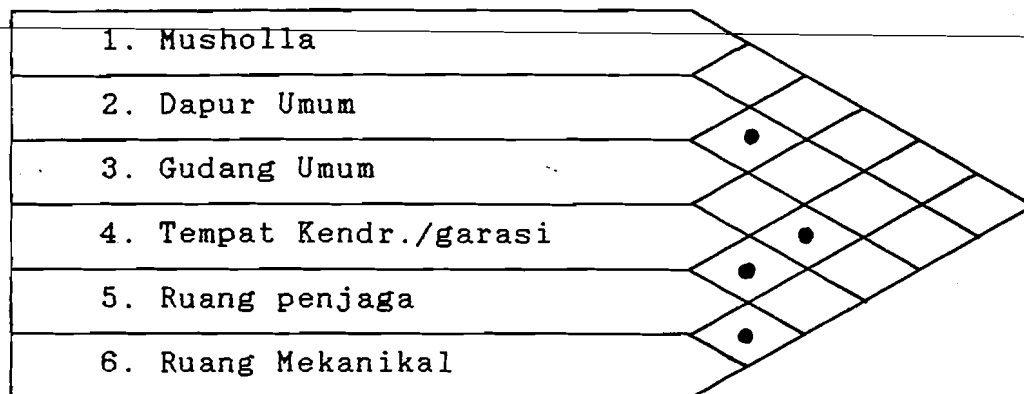 1. Musholla
2. Dapur Umum
3. Gudang Umum
4. Tempat Kendr./garasi
5. Ruang penjaga
6. Ruang Mekanikal